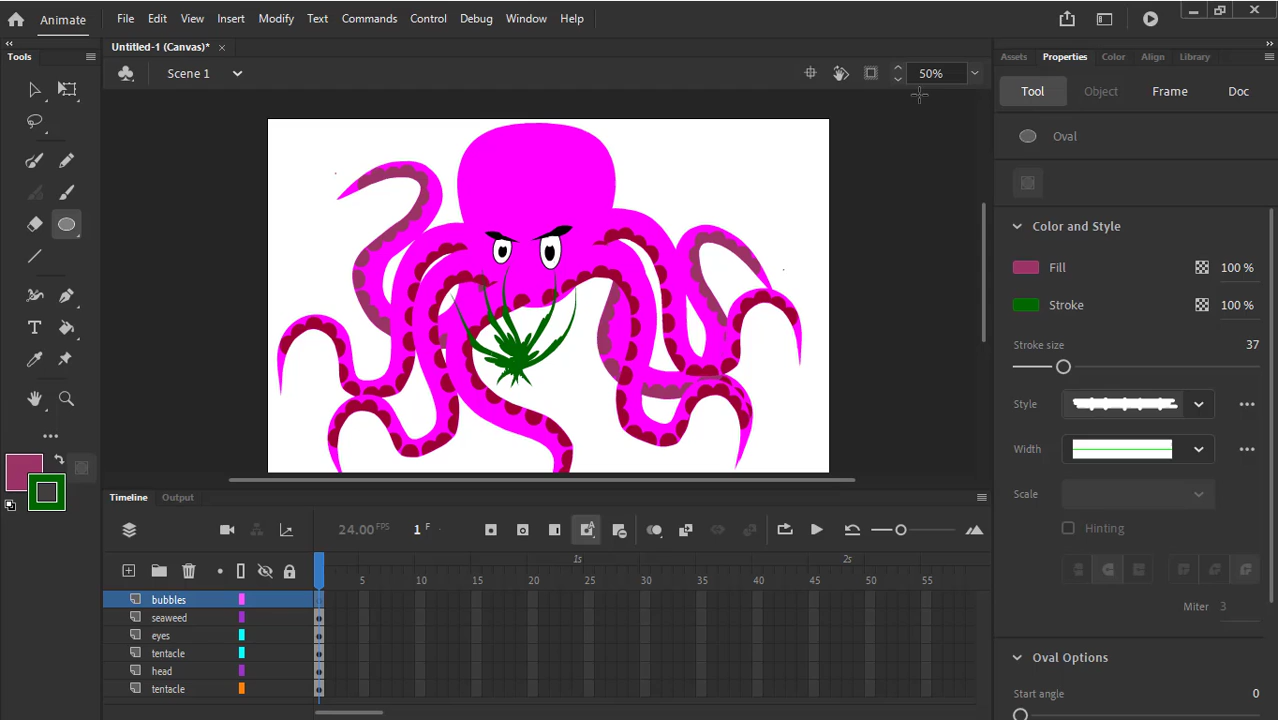 Animate File Edit View Insert Modify Text Commands Control Debug Window Help
Tools
Untitled-1 (Canvas)*
Assets Properties Color Align Library
Scene 1
50%
Tool Object Frame Doc
Oval
Color and Style
Fill 100 %
Stroke 100 %
Stroke size 37
Style
Width
Scale
Hinting
Miter 3
Oval Options
Start angle 0
Timeline Output
24.00 FPS 1 F
1s 2s
5 10 15 20 25 30 35 40 45 50 55
bubbles
seaweed
eyes
tentacle
head
tentacle